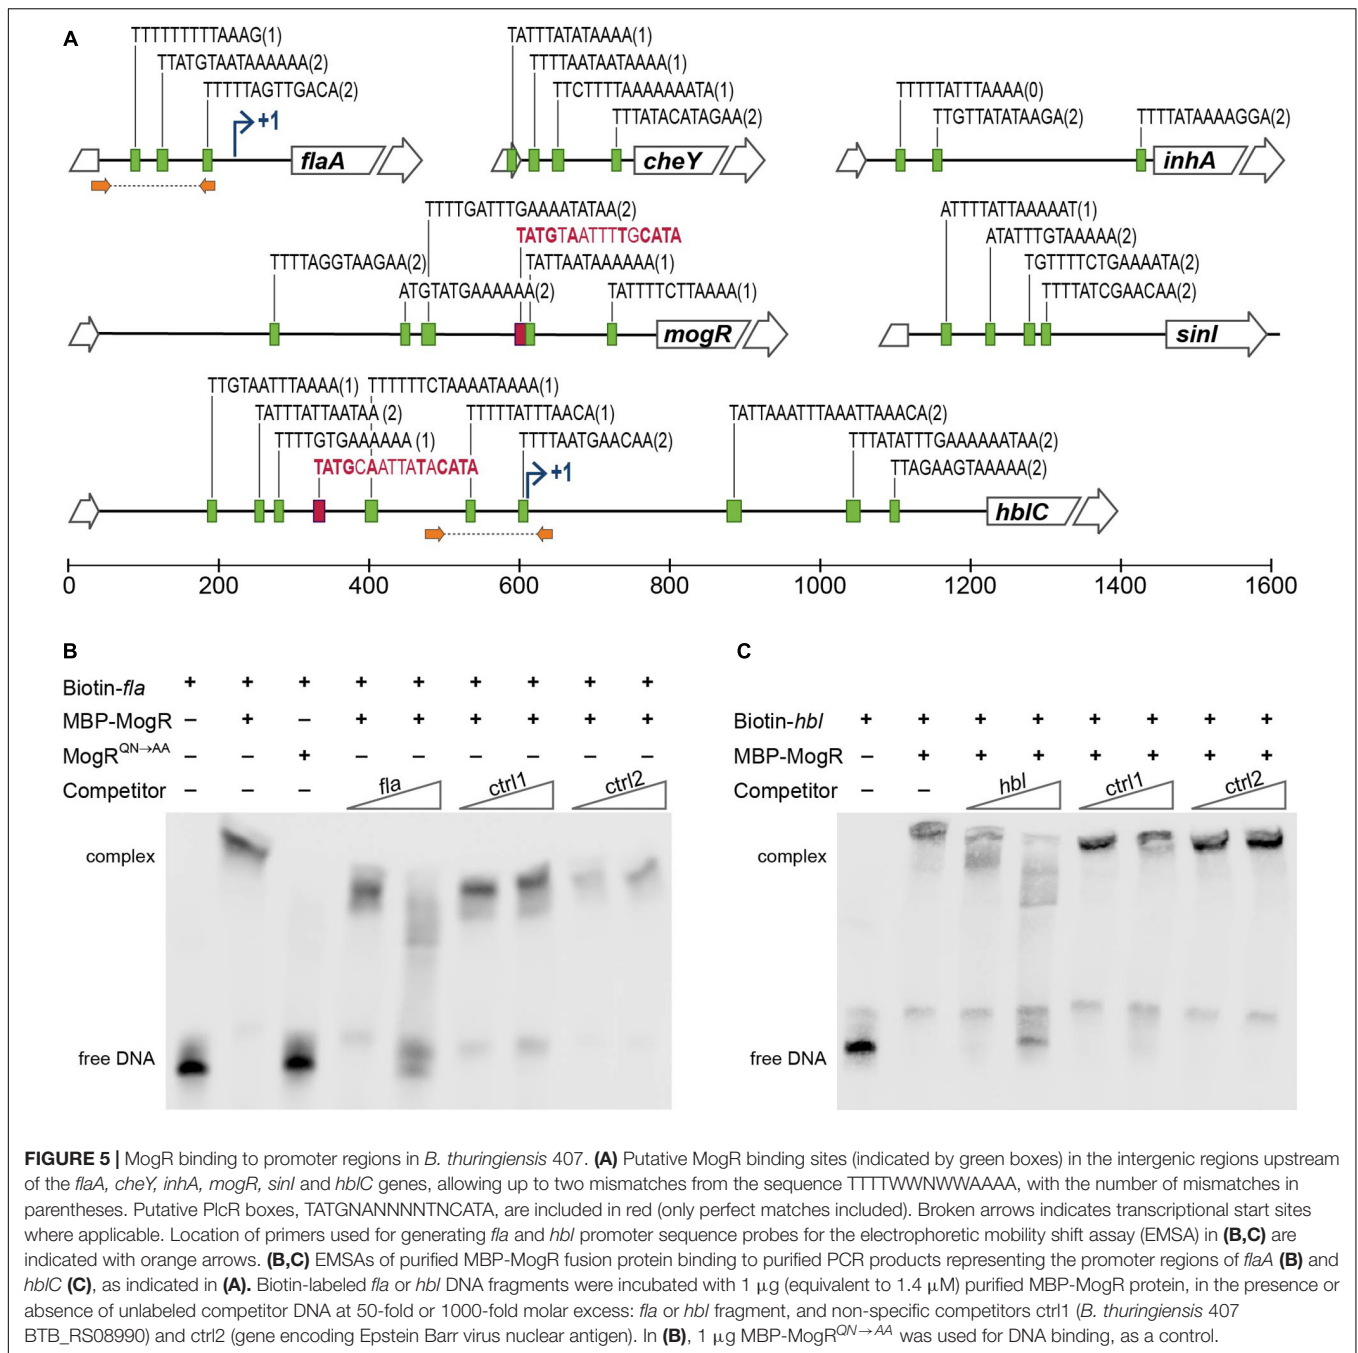 A
TTTTTTTTTAAAG(1)
TTATGTAATAAAAAA(2)
TTTTTAGTTGACA(2)
+1
flaA
TATTTATATAAAA(1)
TTTTAATAATAAAA(1)
TTCTTTTAAAAAAATA(1)
TTTATACATAGAA(2)
cheY
TTTTTATTTAAAA(0)
TTGTTATATAAGA(2)
TTTTATAAAAGGA(2)
inhA
TTTTGATTTGAAAATATAA(2)
TATGTAATTTTGCATA
TTTTAGGTAAGAA(2)
TATTAATAAAAAA(1)
ATGTATGAAAAAA(2)
TATTTTCTTAAAA(1)
mogR
ATTTTATTAAAAAT(1)
ATATTTGTAAAAA(2)
TGTTTTCTGAAAATA(2)
TTTTATCGAACAA(2)
sinI
TTGTAATTTAAAA(1)
TTTTTTCTAAAATAAAA(1)
TATTTATTAATAA (2)
TTTTTATTTAACA(1)
TTTTGTGAAAAAA (1)
TTTTAATGAACAA(2)
TATGCAATTATACATA
+1
TATTAAATTTAAATTAAACA(2)
TTTATATTTGAAAAAATAA(2)
TTAGAAGTAAAAA(2)
hblC
0 200 400 600 800 1000 1200 1400 1600
B
Biotin-fla + + + + + + + + +
MBP-MogR – + – + + + + + +
MogR^QN→AA – – + – – – – – –
Competitor – – – fla ctrl1 ctrl2
complex
free DNA
C
Biotin-hbl + + + + + + + +
MBP-MogR – + + + + + + +
Competitor – – hbl ctrl1 ctrl2
complex
free DNA
FIGURE 5 | MogR binding to promoter regions in B. thuringiensis 407. (A) Putative MogR binding sites (indicated by green boxes) in the intergenic regions upstream
of the flaA, cheY, inhA, mogR, sinI and hblC genes, allowing up to two mismatches from the sequence TTTTWWNWWAAAA, with the number of mismatches in
parentheses. Putative PlcR boxes, TATGNANNNNTNCATA, are included in red (only perfect matches included). Broken arrows indicates transcriptional start sites
where applicable. Location of primers used for generating fla and hbl promoter sequence probes for the electrophoretic mobility shift assay (EMSA) in (B,C) are
indicated with orange arrows. (B,C) EMSAs of purified MBP-MogR fusion protein binding to purified PCR products representing the promoter regions of flaA (B) and
hblC (C), as indicated in (A). Biotin-labeled fla or hbl DNA fragments were incubated with 1 µg (equivalent to 1.4 µM) purified MBP-MogR protein, in the presence or
absence of unlabeled competitor DNA at 50-fold or 1000-fold molar excess: fla or hbl fragment, and non-specific competitors ctrl1 (B. thuringiensis 407
BTB_RS08990) and ctrl2 (gene encoding Epstein Barr virus nuclear antigen). In (B), 1 µg MBP-MogR^QN→AA was used for DNA binding, as a control.